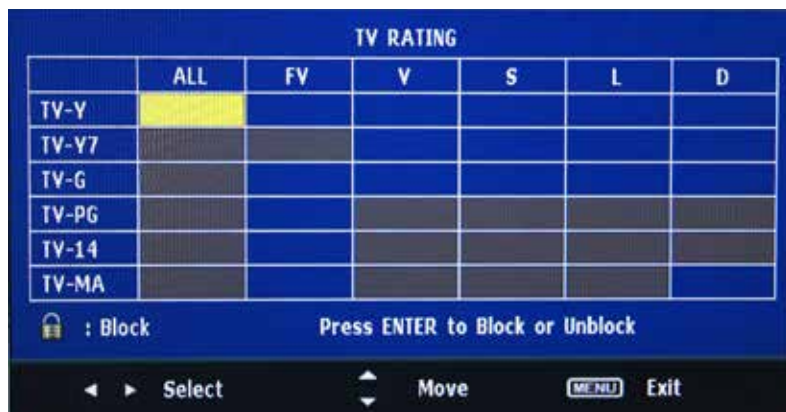 TV RATING
ALL FV V S L D
TV-Y
TV-Y7
TV-G
TV-PG
TV-14
TV-MA
: Block Press ENTER to Block or Unblock
Select Move MENU Exit